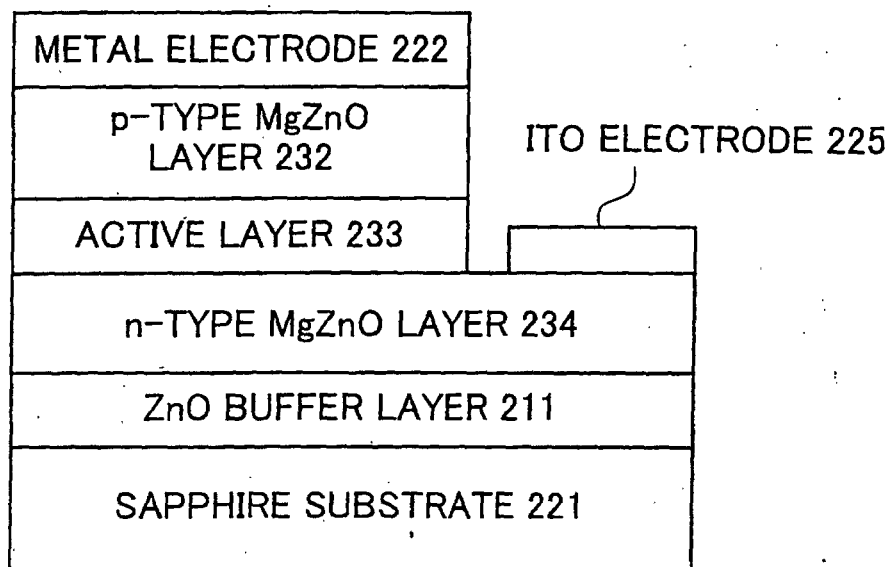 METAL ELECTRODE 222
p-TYPE MgZnO
LAYER 232
ITO ELECTRODE 225
ACTIVE LAYER 233
n-TYPE MgZnO LAYER 234
ZnO BUFFER LAYER 211
SAPPHIRE SUBSTRATE 221